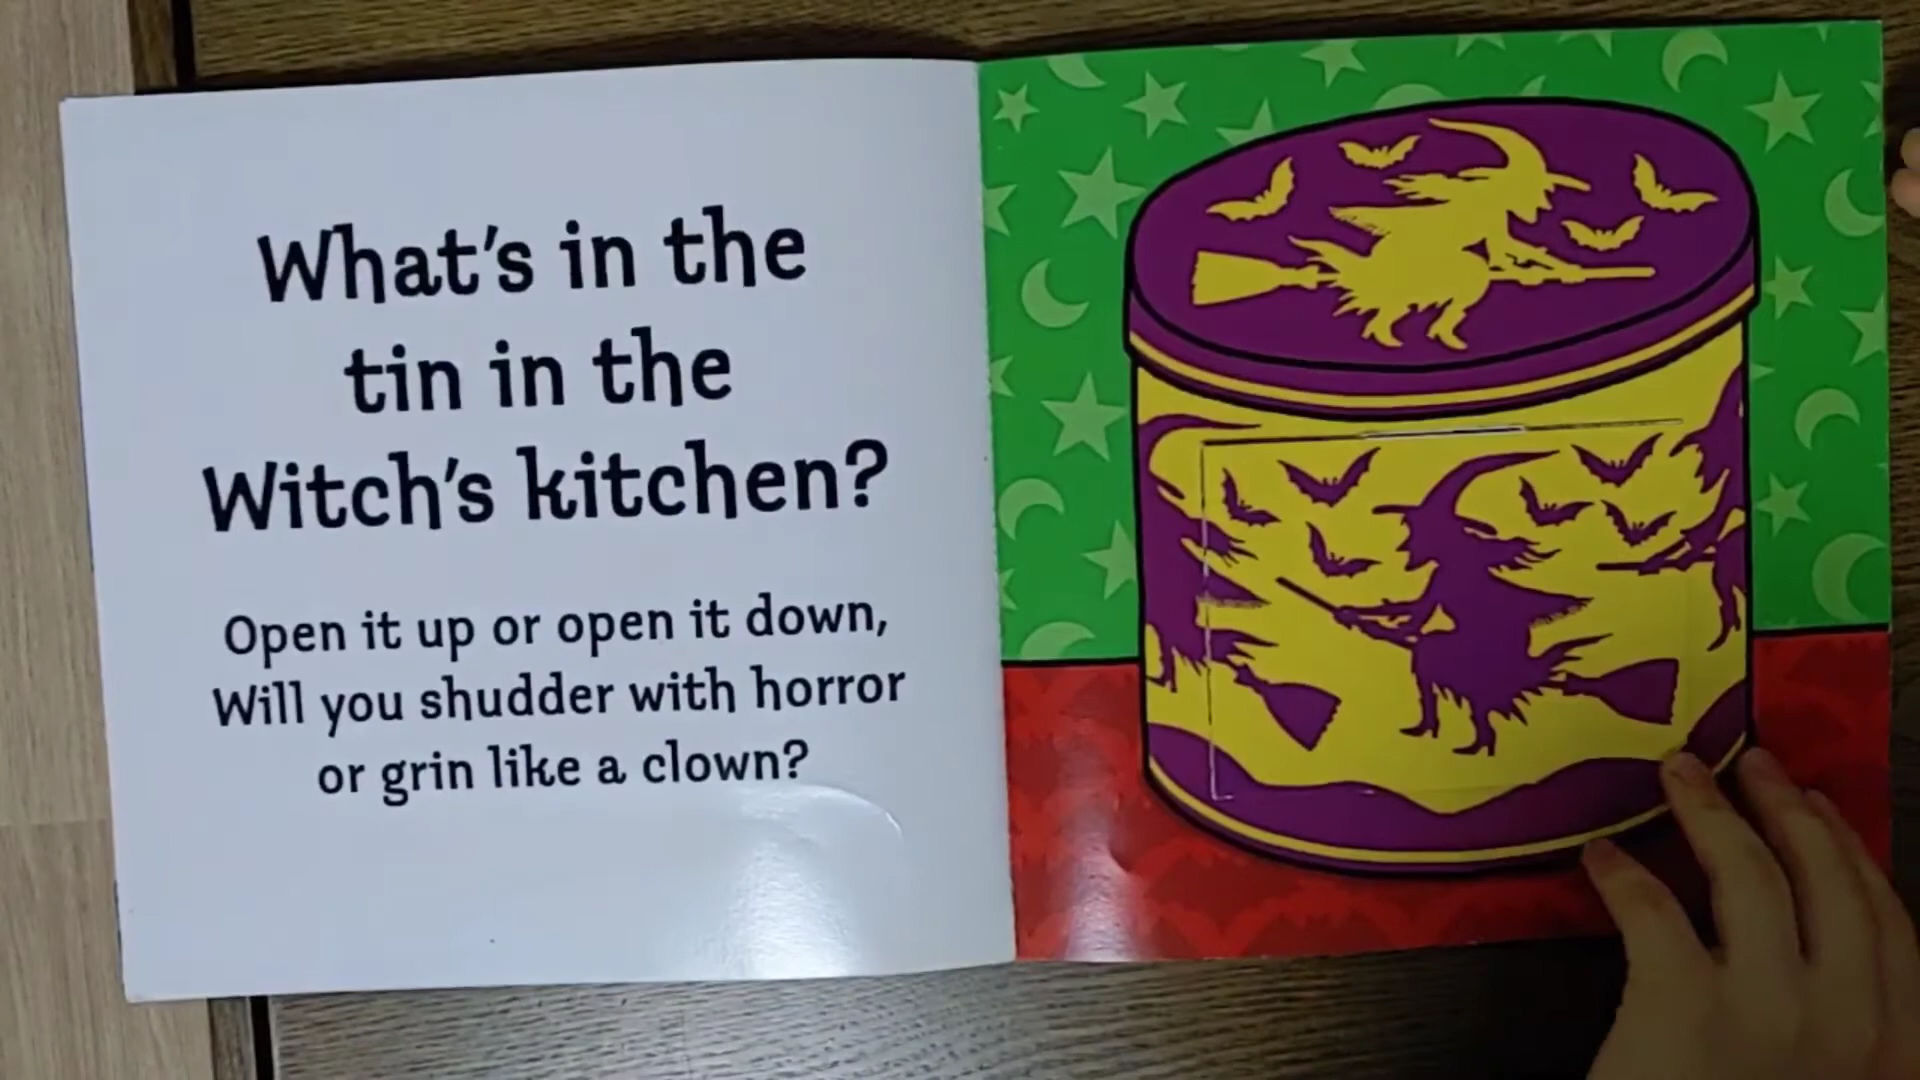 What's in the
tin in the
Witch's kitchen?
Open it up or open it down,
Will you shudder with horror
or grin like a clown?